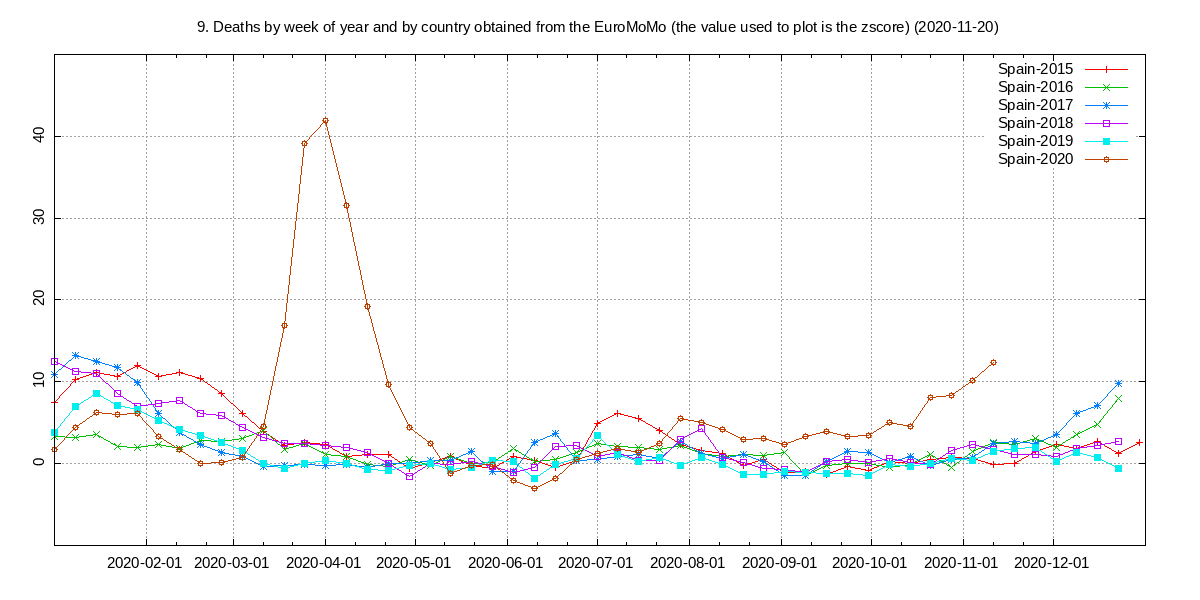 9. Deaths by week of year and by country obtained from the EuroMoMo (the value used to plot is the zscore) (2020-11-20)
Spain-2015
Spain-2016
Spain-2017
Spain-2018
Spain-2019
Spain-2020
40
30
20
10
0
2020-02-01 2020-03-01 2020-04-01 2020-05-01 2020-06-01 2020-07-01 2020-08-01 2020-09-01 2020-10-01 2020-11-01 2020-12-01